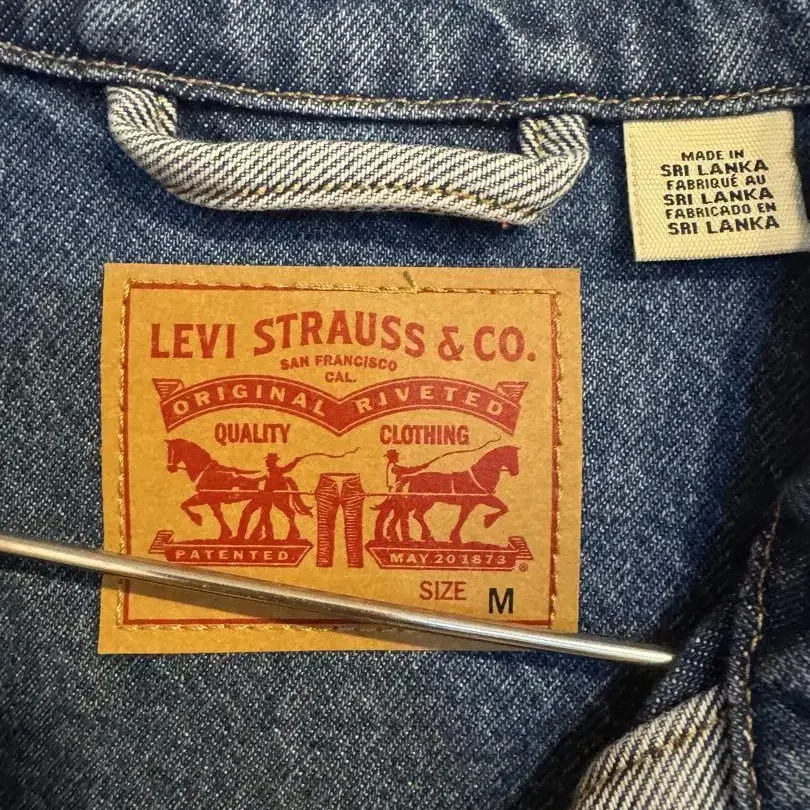 MADE IN
SRI LANKA
FABRIQUÉ AU
SRI LANKA
FABRICADO EN
SRI LANKA
LEVI STRAUSS & CO.
SAN FRANCISCO
CAL.
ORIGINAL RIVETED
QUALITY CLOTHING
PATENTED MAY 20 1873 ®
SIZE M